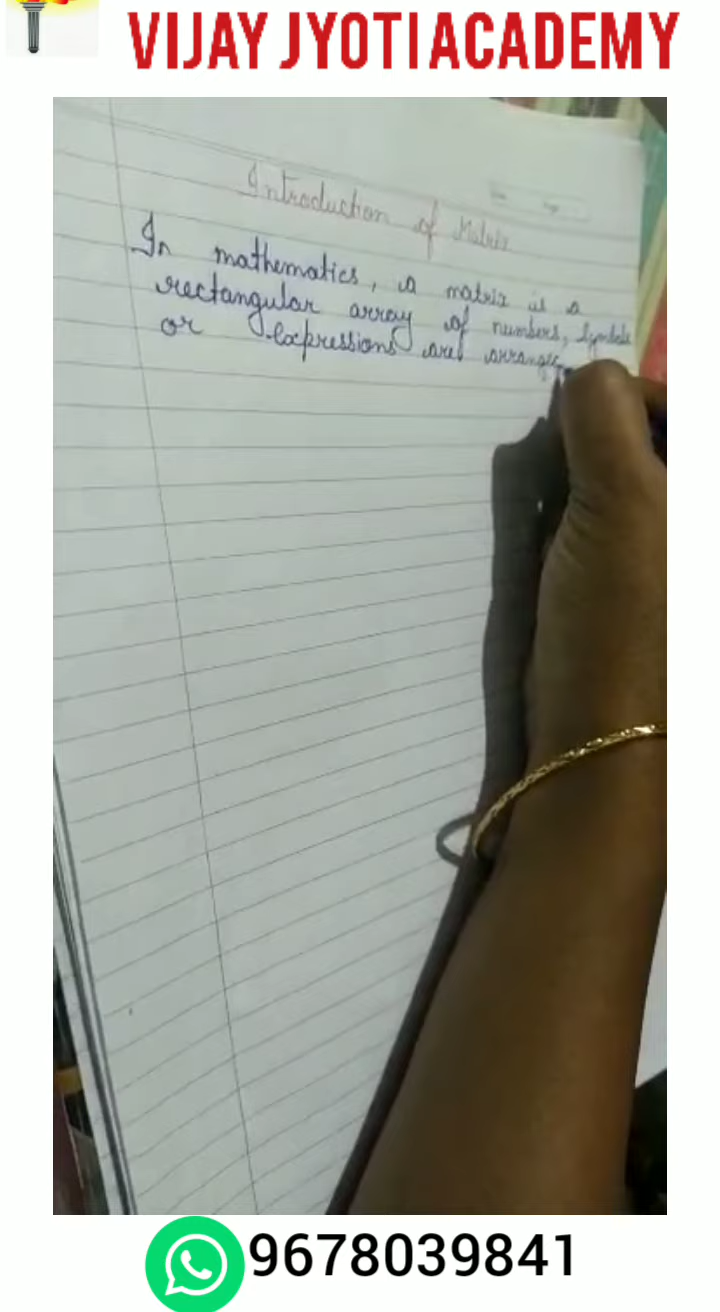 VIJAY JYOTI ACADEMY
Introduction of Matrix
In mathematics, a matrix is a
rectangular array of numbers, Symbols
or Expressions are arranged
9678039841